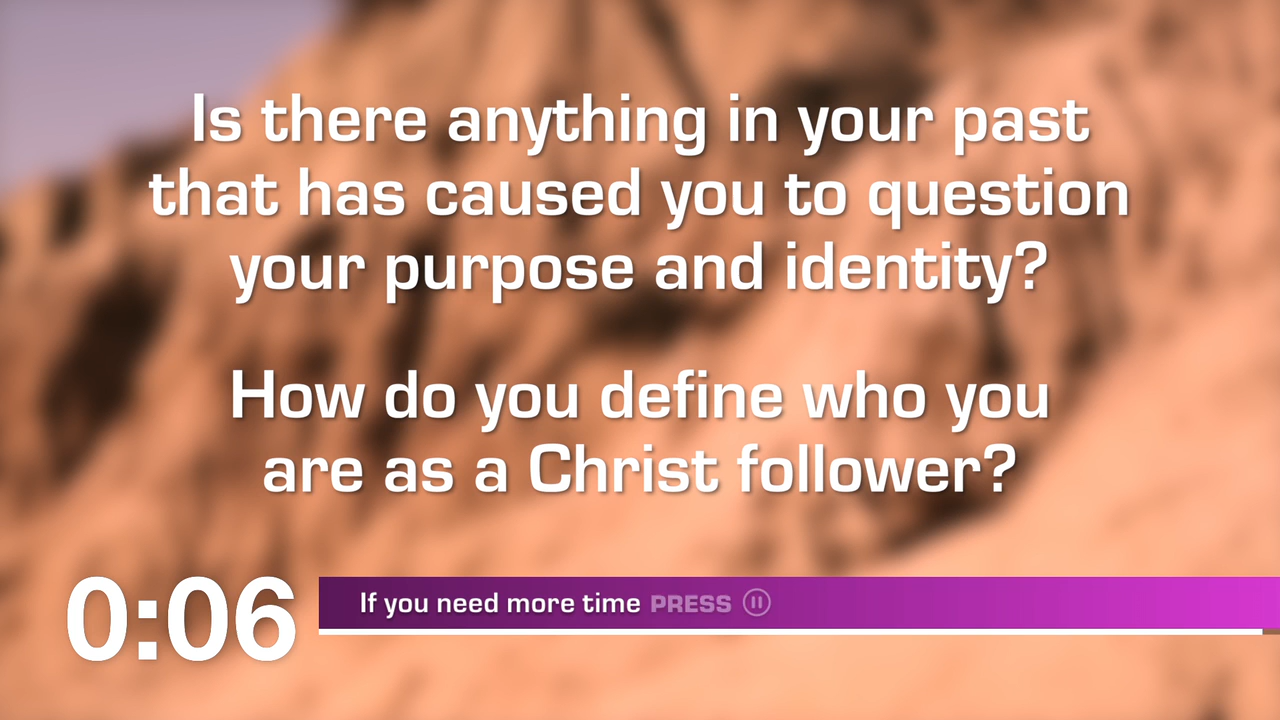 Is there anything in your past
that has caused you to question
your purpose and identity?
How do you define who you
are as a Christ follower?
0:06
If you need more time PRESS